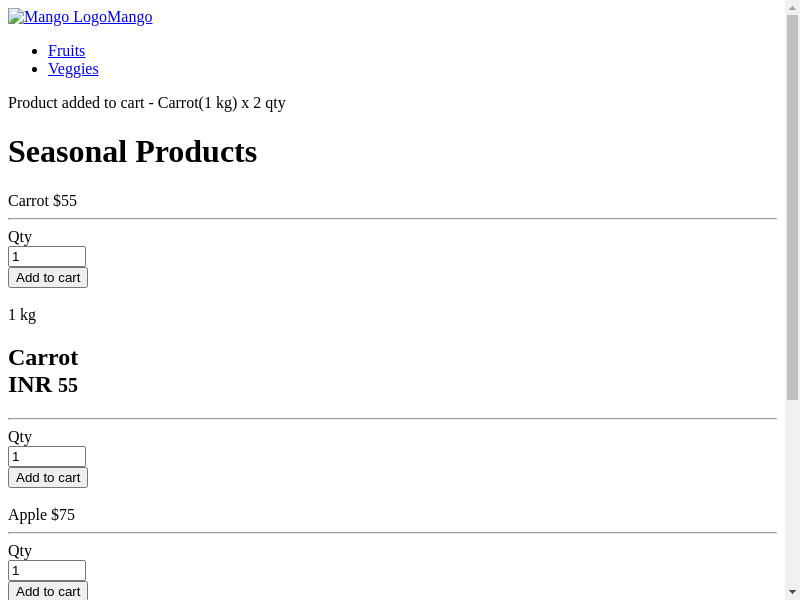 Mango LogoMango
Fruits
Veggies
Product added to cart - Carrot(1 kg) x 2 qty
Seasonal Products
Carrot $55
Qty
1
Add to cart
1 kg
Carrot
INR 55
Qty
1
Add to cart
Apple $75
Qty
1
Add to cart